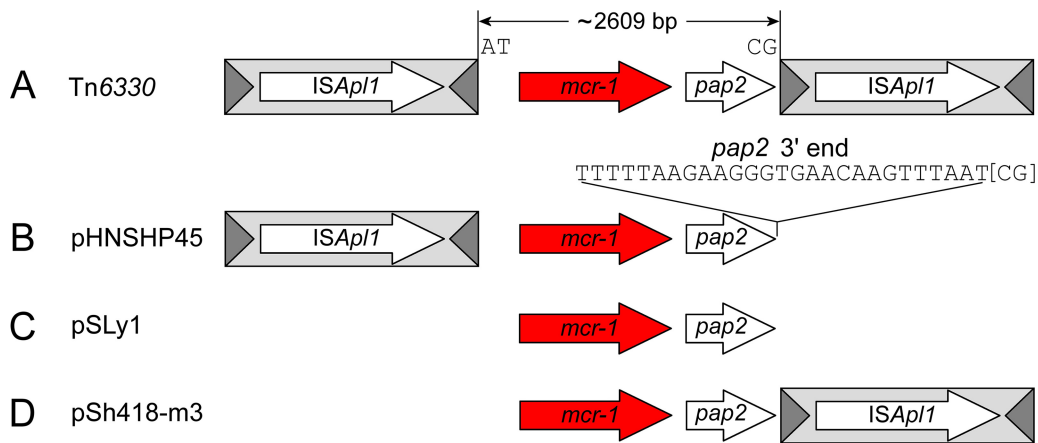 ~2609 bp
AT CG
A Tn6330 ISApl1 mcr-1 pap2 ISApl1
pap2 3' end
TTTTTAAGAAGGGTGAACAAGTTTAAT[CG]
B pHNSHP45 ISApl1 mcr-1 pap2
C pSLy1 mcr-1 pap2
D pSh418-m3 mcr-1 pap2 ISApl1